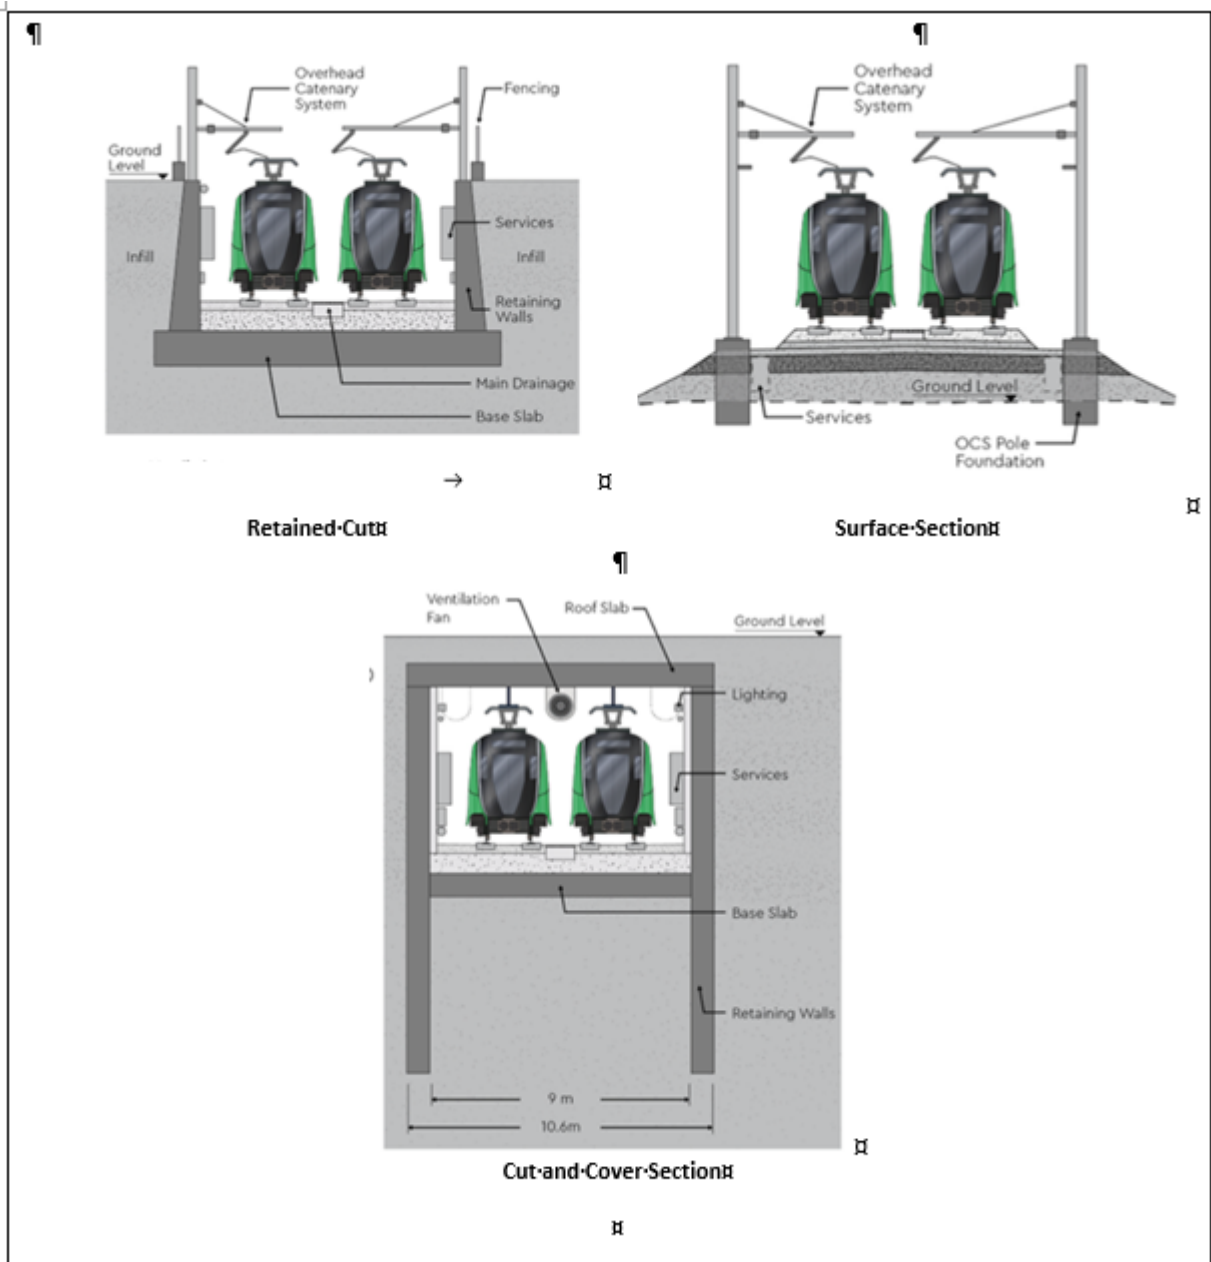 ¶
¶
Overhead
Catenary
System
Fencing
Ground
Level
Services
Infill
Infill
Retaining
Walls
Main Drainage
Base Slab
Overhead
Catenary
System
Ground Level
Services
OCS Pole
Foundation
→ ¤
¤
Retained·Cut¤
Surface·Section¤
¶
Ventilation
Fan
Roof Slab
Ground Level
Lighting
Services
Base Slab
Retaining Walls
9 m
10.6m
¤
Cut·and·Cover·Section¤
¤